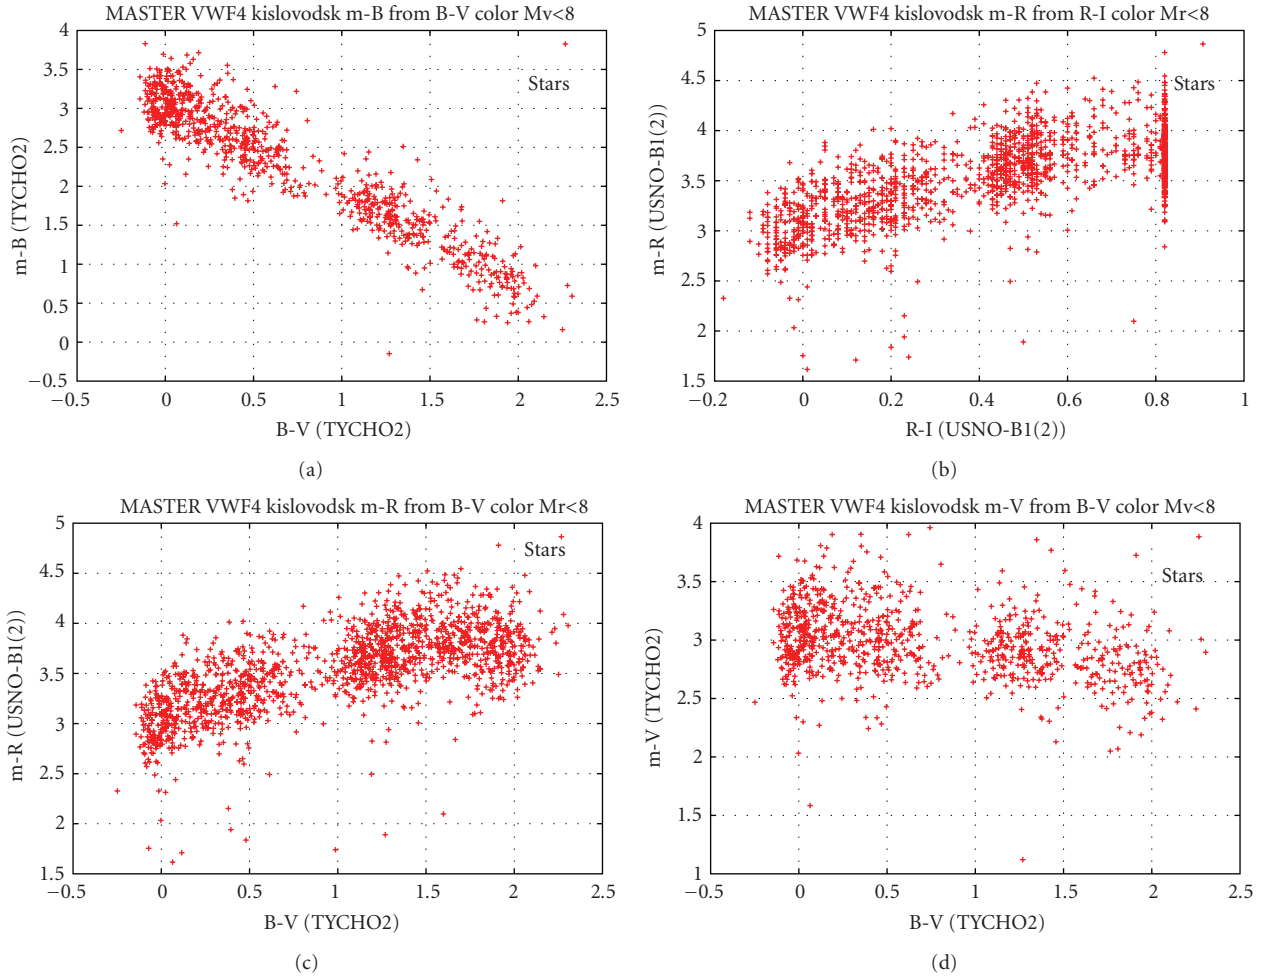 MASTER VWF4 kislovodsk m-B from B-V color Mv<8
4
3.5
3
2.5
2
1.5
1
0.5
0
−0.5
m-B (TYCHO2)
Stars
−0.5 0 0.5 1 1.5 2 2.5
B-V (TYCHO2)
(a)
MASTER VWF4 kislovodsk m-R from R-I color Mr<8
5
4.5
4
3.5
3
2.5
2
1.5
m-R (USNO-B1(2))
Stars
−0.2 0 0.2 0.4 0.6 0.8 1
R-I (USNO-B1(2))
(b)
MASTER VWF4 kislovodsk m-R from B-V color Mr<8
5
4.5
4
3.5
3
2.5
2
1.5
m-R (USNO-B1(2))
Stars
−0.5 0 0.5 1 1.5 2 2.5
B-V (TYCHO2)
(c)
MASTER VWF4 kislovodsk m-V from B-V color Mv<8
4
3.5
3
2.5
2
1.5
1
m-V (TYCHO2)
Stars
−0.5 0 0.5 1 1.5 2 2.5
B-V (TYCHO2)
(d)